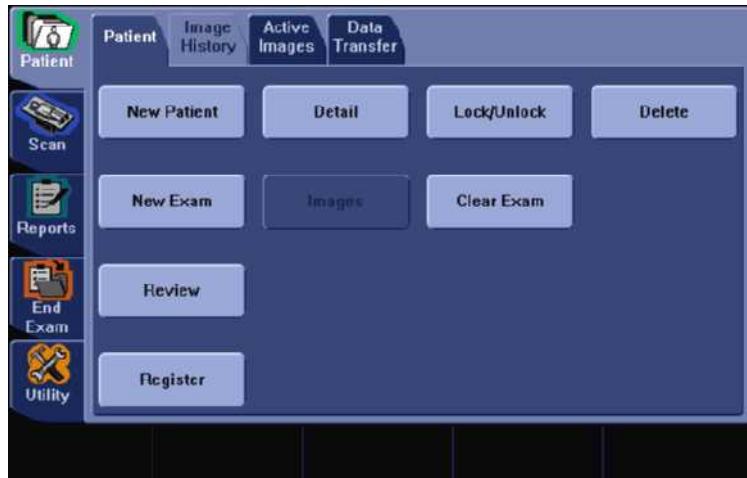 Patient
Image
History
Active
Images
Data
Transfer
Patient
Scan
Reports
End
Exam
Utility
New Patient
Detail
Lock/Unlock
Delete
New Exam
Images
Clear Exam
Review
Register